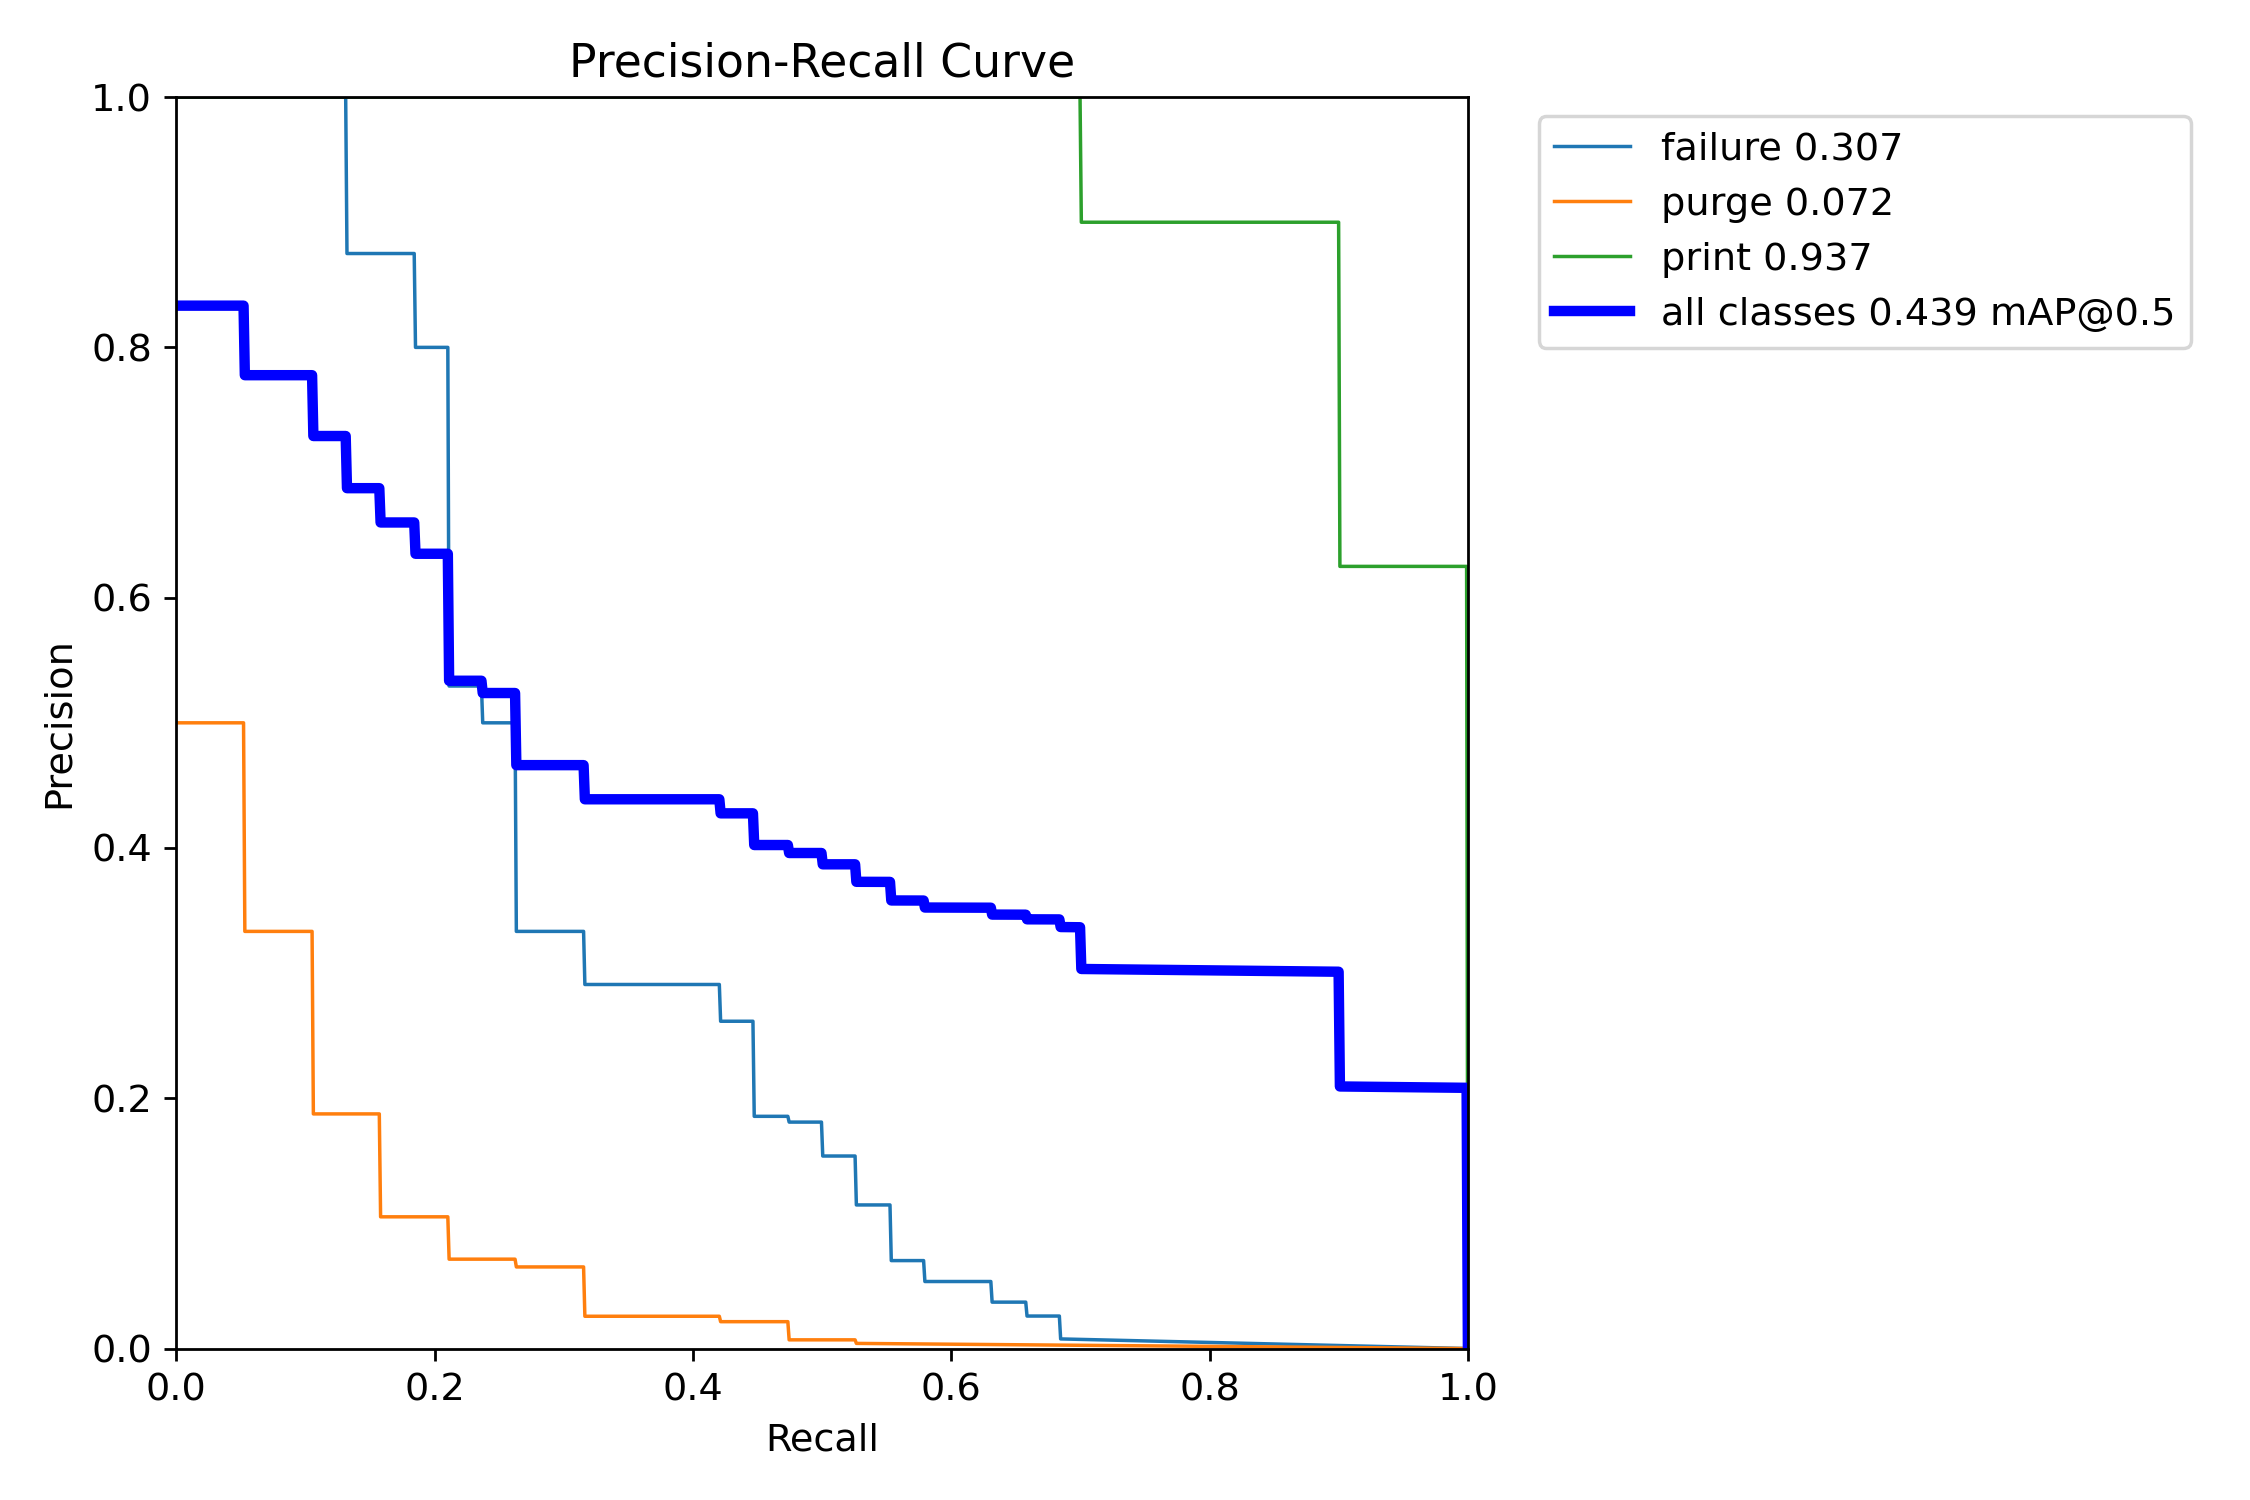 Precision-Recall Curve
1.0
0.8
0.6
0.4
0.2
0.0
Precision
0.0 0.2 0.4 0.6 0.8 1.0
Recall
failure 0.307
purge 0.072
print 0.937
all classes 0.439 mAP@0.5